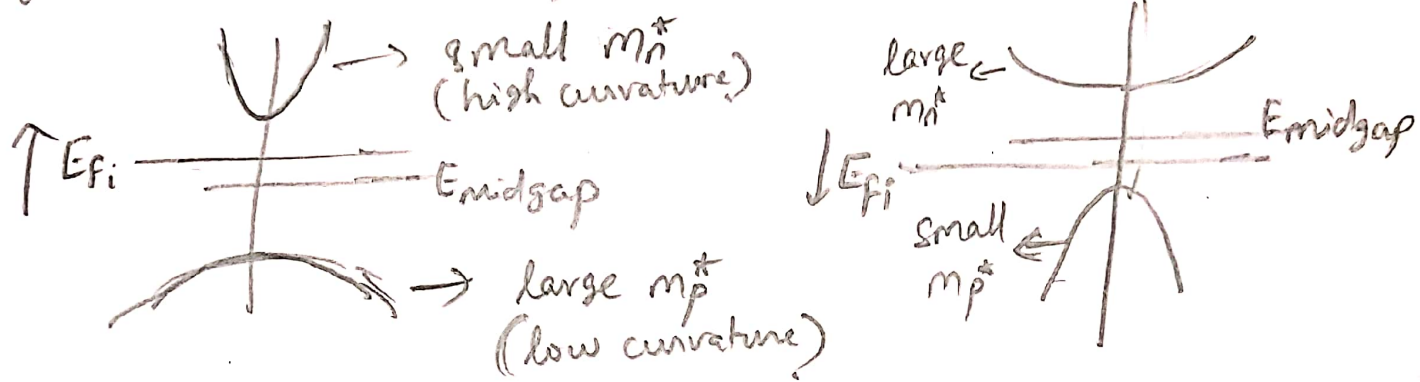 small mn*
(high curvature)
↑ Efi
Emidgap
→ large mp*
(low curvature)
large
mn*
Emidgap
↓ Efi
small
mp*